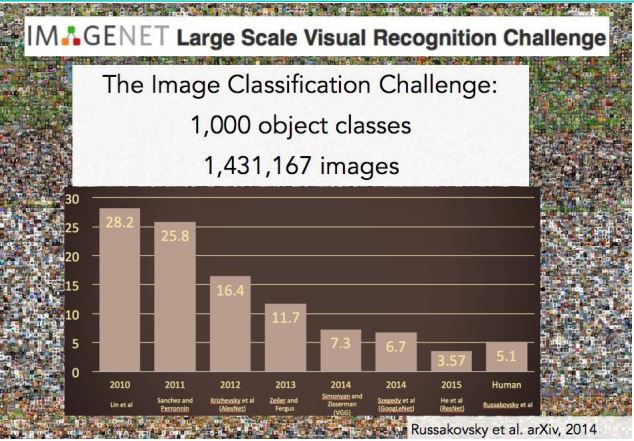 IMAGENET Large Scale Visual Recognition Challenge
The Image Classification Challenge:
1,000 object classes
1,431,167 images
30
25
20
15
10
5
0
28.2
25.8
16.4
11.7
7.3
6.7
3.57
5.1
2010
2011
2012
2013
2014
2014
2015
Human
Lin et al
Sanchez and
Perronnin
Krizhevsky et al
(AlexNet)
Zeiler and
Fergus
Simonyan and
Zisserman
(VGG)
Szegedy et al
(GoogLeNet)
He et al
(ResNet)
Russakovsky et al
Russakovsky et al. arXiv, 2014